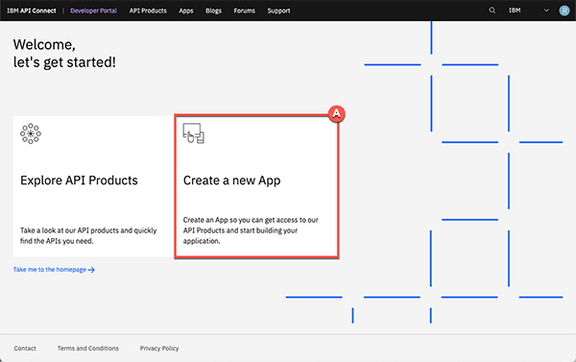 IBM API Connect | Developer Portal API Products Apps Blogs Forums Support IBM R
Welcome,
let's get started!
A
Explore API Products
Take a look at our API products and quickly
find the APIs you need.
Create a new App
Create an App so you can get access to our
API Products and start building your
application.
Take me to the homepage
Contact Terms and Conditions Privacy Policy